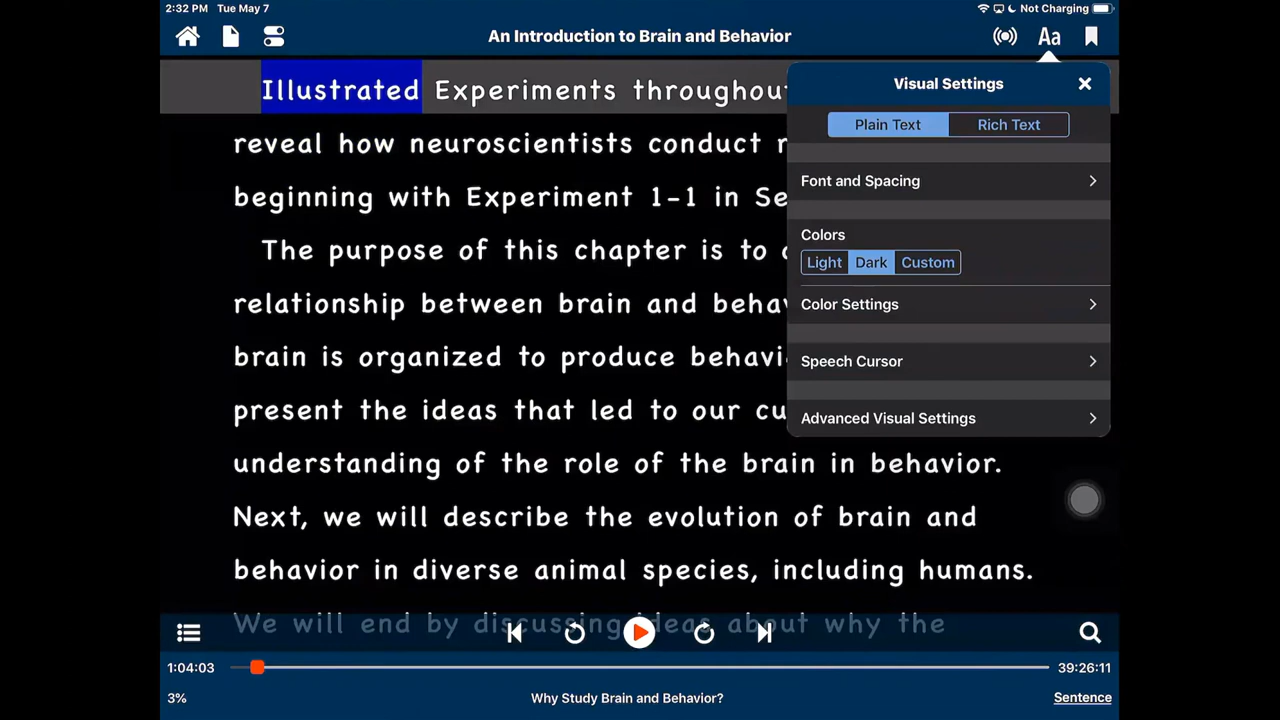 2:32 PM Tue May 7
Not Charging
An Introduction to Brain and Behavior
Aa
Illustrated Experiments throughout
reveal how neuroscientists conduct r
beginning with Experiment 1-1 in Se
The purpose of this chapter is to
relationship between brain and beha
brain is organized to produce behavi
present the ideas that led to our cu
understanding of the role of the brain in behavior.
Next, we will describe the evolution of brain and
behavior in diverse animal species, including humans.
We will end by discussing ideas about why the
Visual Settings
Plain Text
Rich Text
Font and Spacing
Colors
Light
Dark
Custom
Color Settings
Speech Cursor
Advanced Visual Settings
1:04:03
39:26:11
3%
Why Study Brain and Behavior?
Sentence